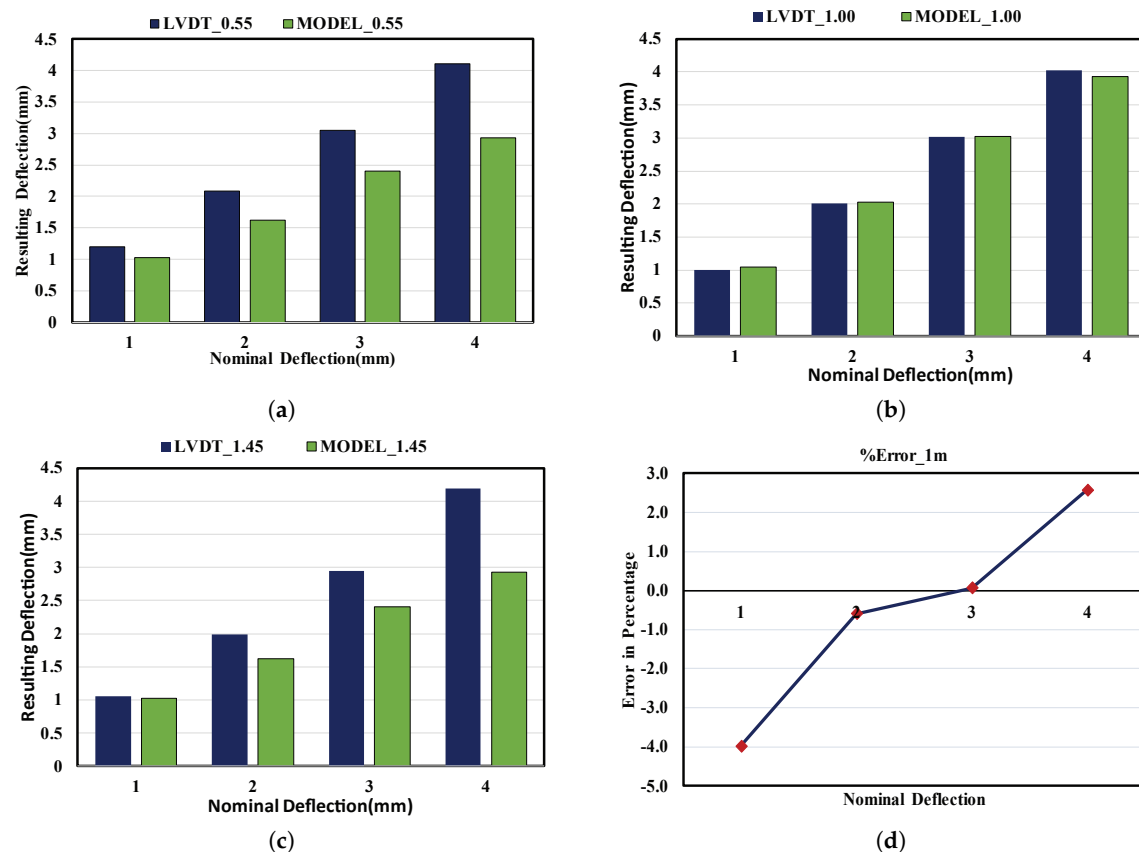 LVDT_0.55 MODEL_0.55
4.5
4
3.5
3
2.5
2
1.5
1
0.5
0
Resulting Deflection(mm)
1 2 3 4
Nominal Deflection(mm)
(a)
LVDT_1.00 MODEL_1.00
4.5
4
3.5
3
2.5
2
1.5
1
0.5
0
Resulting Deflection(mm)
1 2 3 4
Nominal Deflection(mm)
(b)
LVDT_1.45 MODEL_1.45
4.5
4
3.5
3
2.5
2
1.5
1
0.5
0
Resulting Deflection(mm)
1 2 3 4
Nominal Deflection(mm)
(c)
%Error_1m
3.0
2.0
1.0
0.0
-1.0
-2.0
-3.0
-4.0
-5.0
Error in Percentage
1 2 3 4
Nominal Deflection
(d)